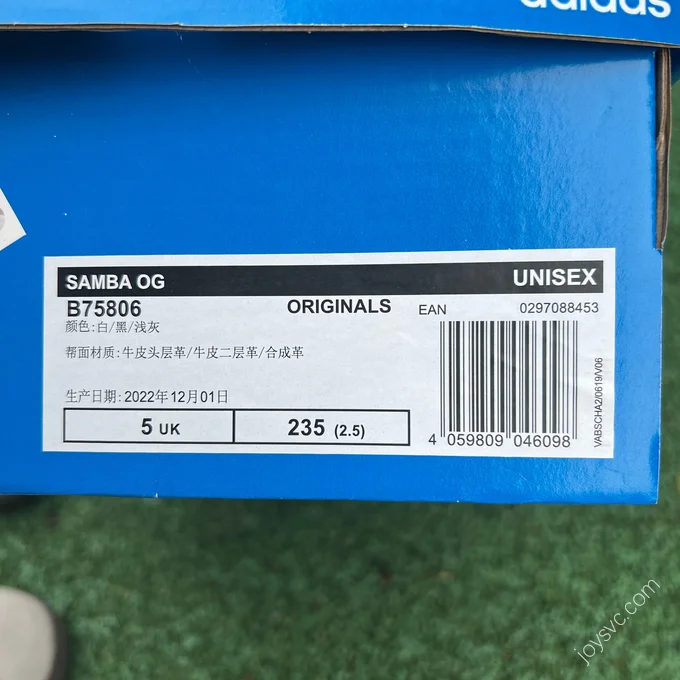 adidas
SAMBA OG UNISEX
B75806 ORIGINALS EAN 0297088453
颜色:白/黑/浅灰
帮面材质:牛皮头层革/牛皮二层革/合成革
生产日期:2022年12月01日
5 UK 235 (2.5)
4 059809 046098
VABSCHA2/0619/V06
joysvc.com